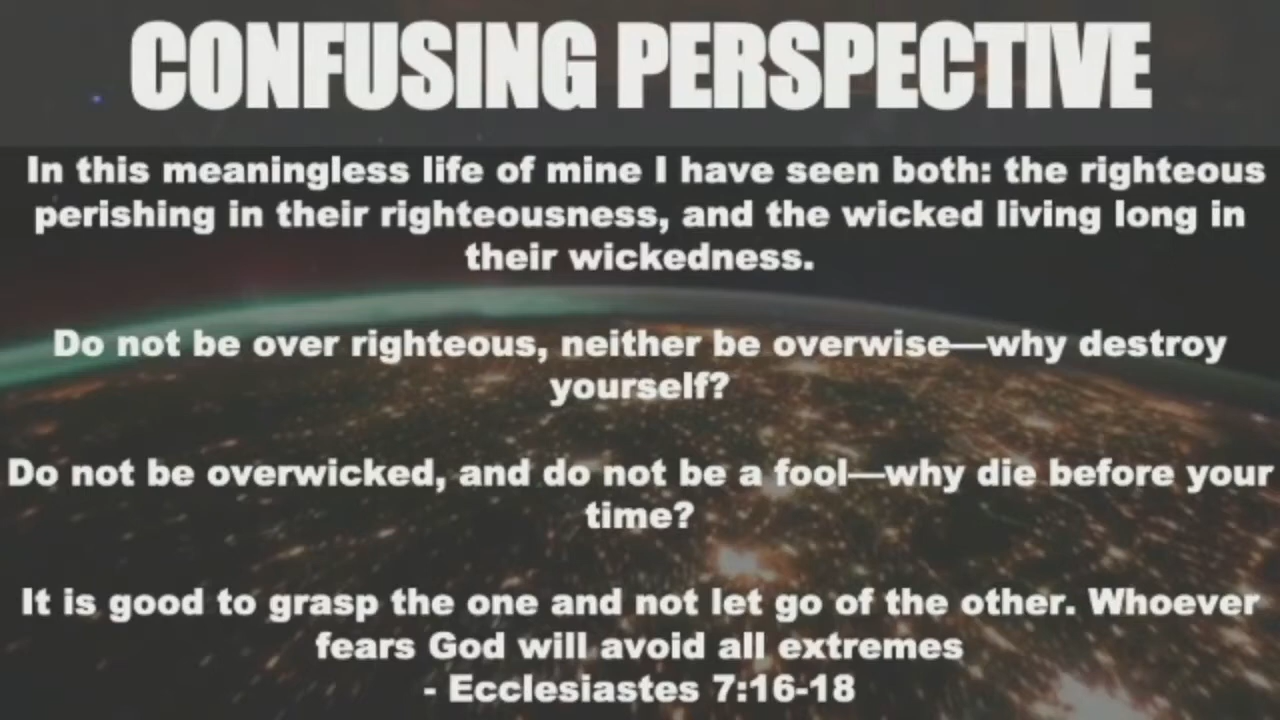 CONFUSING PERSPECTIVE
In this meaningless life of mine I have seen both: the righteous
perishing in their righteousness, and the wicked living long in
their wickedness.
Do not be over righteous, neither be overwise—why destroy
yourself?
Do not be overwicked, and do not be a fool—why die before your
time?
It is good to grasp the one and not let go of the other. Whoever
fears God will avoid all extremes
- Ecclesiastes 7:16-18